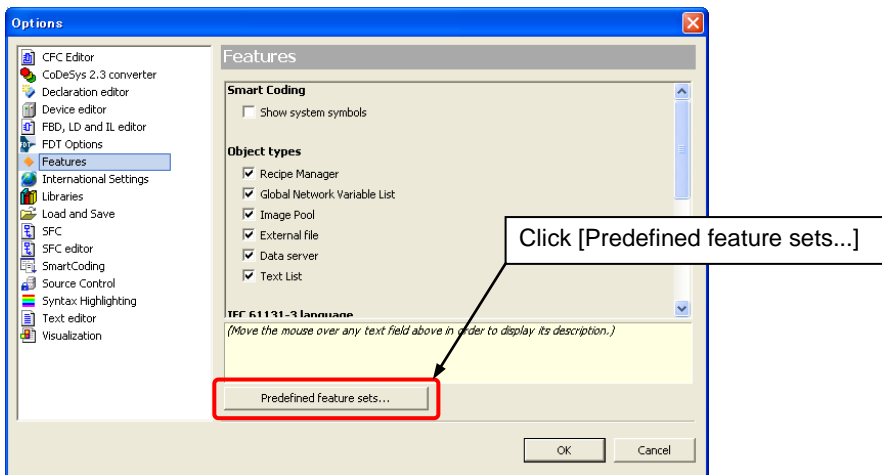 Options
CFC Editor
CoDeSys 2.3 converter
Declaration editor
Device editor
FBD, LD and IL editor
FDT Options
Features
International Settings
Libraries
Load and Save
SFC
SFC editor
SmartCoding
Source Control
Syntax Highlighting
Text editor
Visualization
Features
Smart Coding
Show system symbols
Object types
Recipe Manager
Global Network Variable List
Image Pool
External file
Data server
Text List
IEC 61131-3 language
(Move the mouse over any text field above in order to display its description.)
Predefined feature sets...
Click [Predefined feature sets...]
OK
Cancel